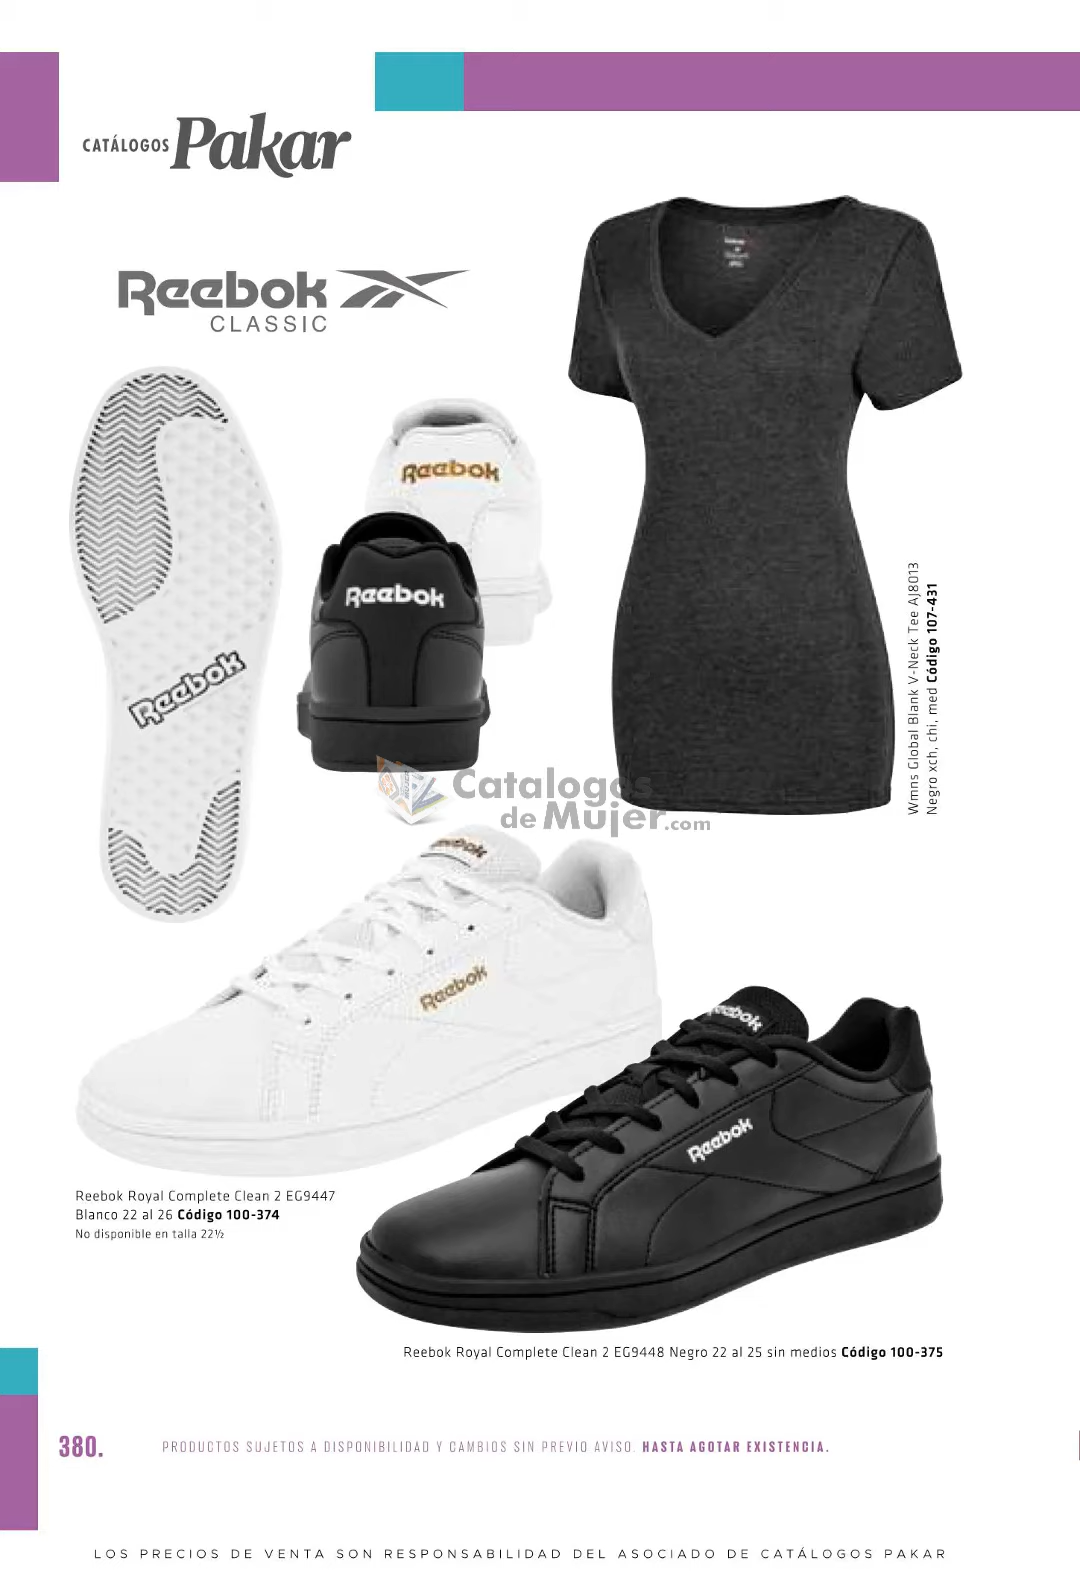 CATÁLOGOS Pakar
Reebok
CLASSIC
Reebok
Reebok
Reebok
Wmns Global Blank V-Neck Tee AJ8013
Negro xch, chi, med Código 107-431
Catalogos
de Mujer.com
Reebok
Reebok
Reebok
Reebok
Reebok Royal Complete Clean 2 EG9447
Blanco 22 al 26 Código 100-374
No disponible en talla 22½
Reebok Royal Complete Clean 2 EG9448 Negro 22 al 25 sin medios Código 100-375
380.
PRODUCTOS SUJETOS A DISPONIBILIDAD Y CAMBIOS SIN PREVIO AVISO. HASTA AGOTAR EXISTENCIA.
LOS PRECIOS DE VENTA SON RESPONSABILIDAD DEL ASOCIADO DE CATÁLOGOS PAKAR